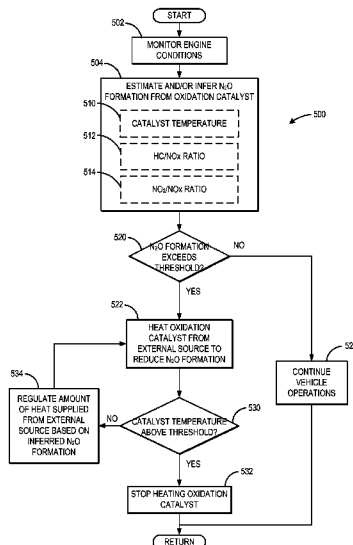 START
502
MONITOR ENGINE
CONDITIONS
504
ESTIMATE AND/OR INFER N2O
FORMATION FROM OXIDATION CATALYST
510
CATALYST TEMPERATURE
512
HC/NOx RATIO
514
NO2/NOx RATIO
500
520
N2O FORMATION
EXCEEDS
THRESHOLD?
NO
YES
522
HEAT OXIDATION
CATALYST FROM
EXTERNAL SOURCE TO
REDUCE N2O FORMATION
52
CONTINUE
VEHICLE
OPERATIONS
534
REGULATE AMOUNT
OF HEAT SUPPLIED
FROM EXTERNAL
SOURCE BASED ON
INFERRED N2O
FORMATION
NO
CATALYST TEMPERATURE
ABOVE THRESHOLD?
530
YES
532
STOP HEATING OXIDATION
CATALYST
RETURN